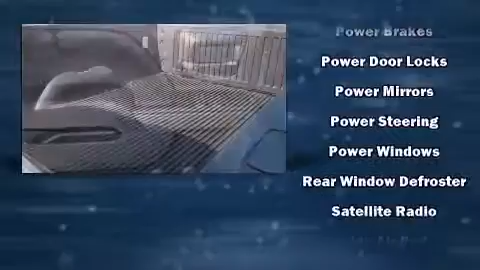 Power Brakes
Power Door Locks
Power Mirrors
Power Steering
Power Windows
Rear Window Defroster
Satellite Radio